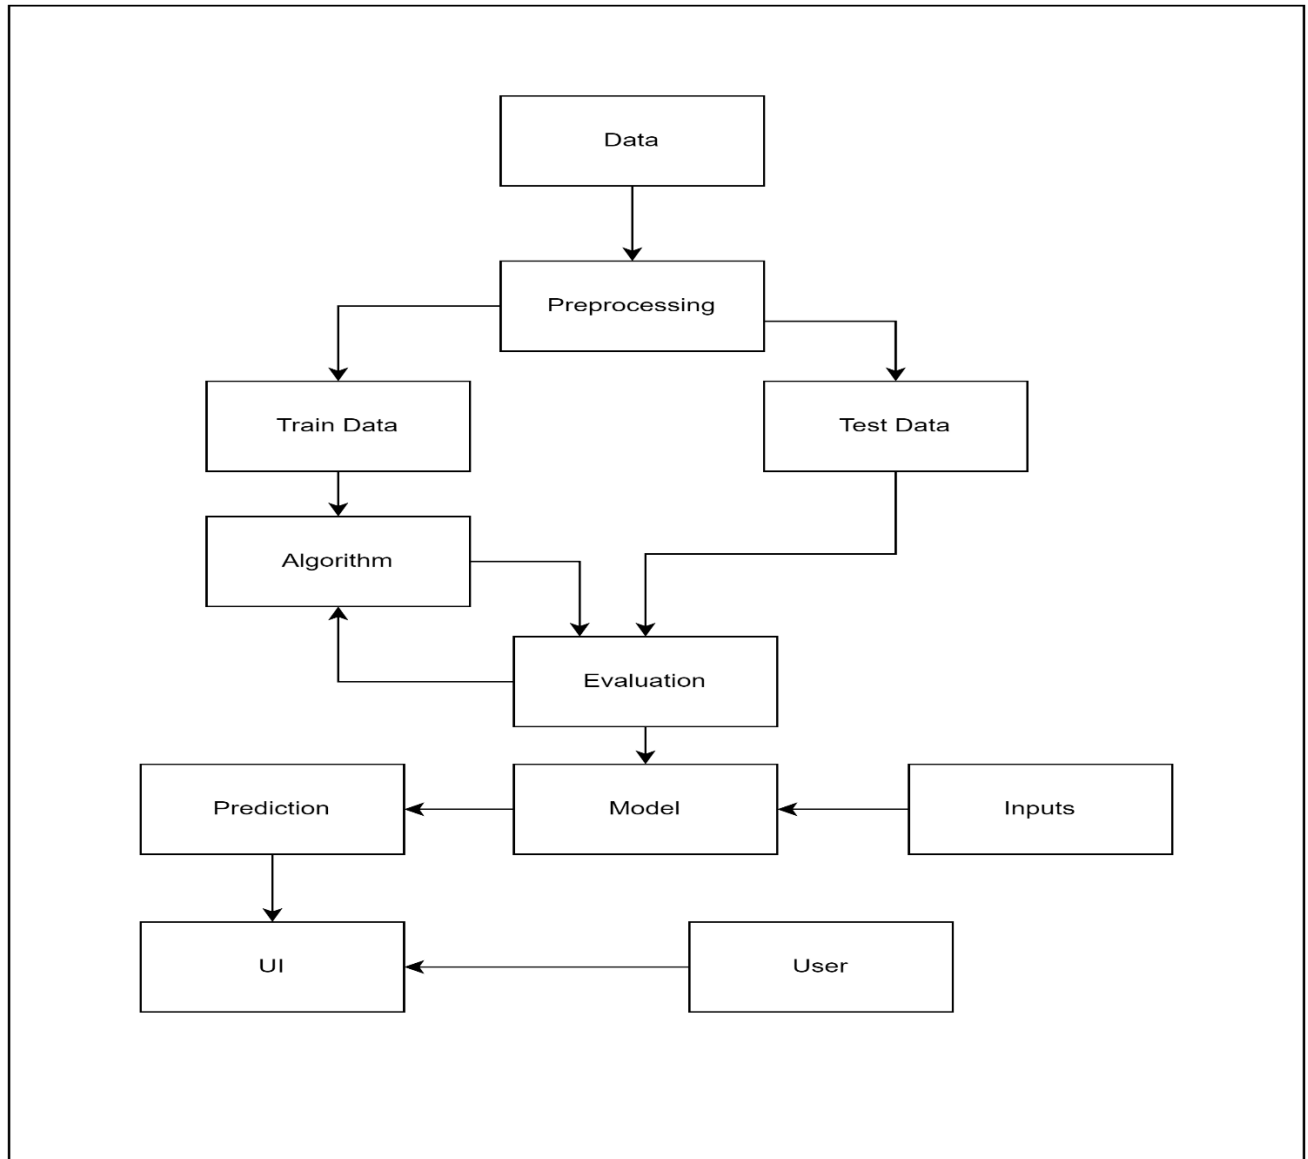 Data
Preprocessing
Train Data
Test Data
Algorithm
Evaluation
Prediction
Model
Inputs
UI
User